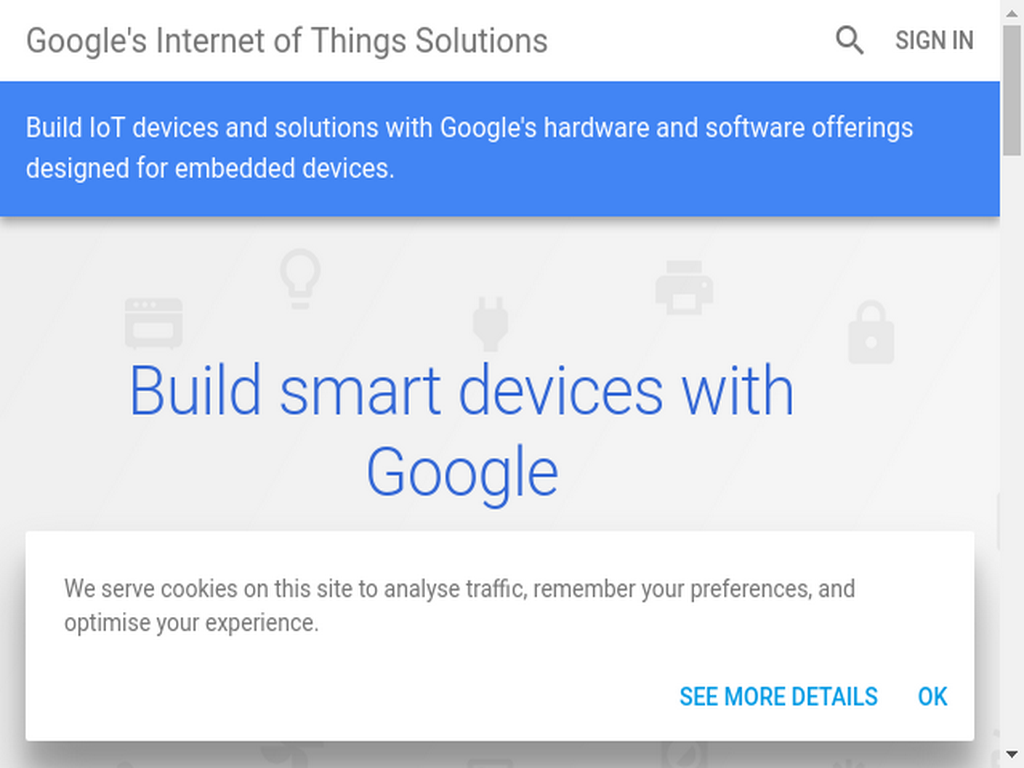 Google's Internet of Things Solutions
SIGN IN
Build IoT devices and solutions with Google's hardware and software offerings
designed for embedded devices.
Build smart devices with
Google
We serve cookies on this site to analyse traffic, remember your preferences, and
optimise your experience.
SEE MORE DETAILS
OK